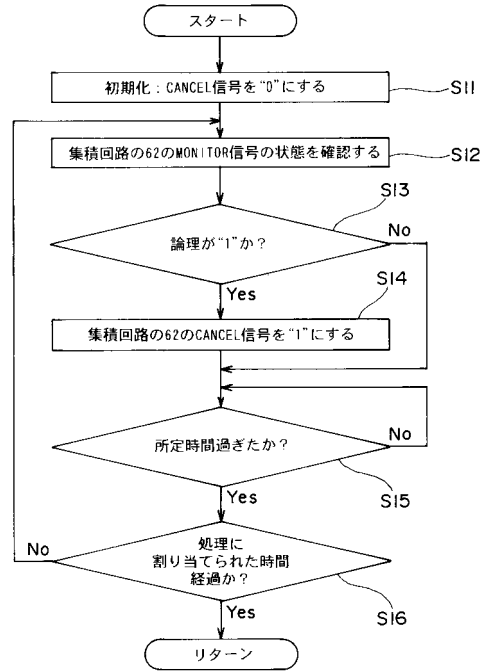 スタート
初期化：CANCEL信号を"0"にする
S11
集積回路の62のMONITOR信号の状態を確認する
S12
S13
論理が"1"か？
No
Yes
S14
集積回路の62のCANCEL信号を"1"にする
所定時間過ぎたか？
No
S15
Yes
処理に
割り当てられた時間
経過か？
No
S16
Yes
リターン